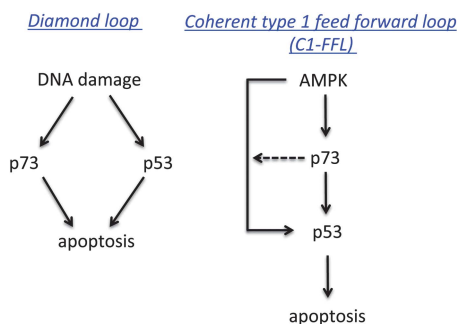 Diamond loop
Coherent type 1 feed forward loop
(C1-FFL)
DNA damage
p73
p53
apoptosis
AMPK
p73
p53
apoptosis